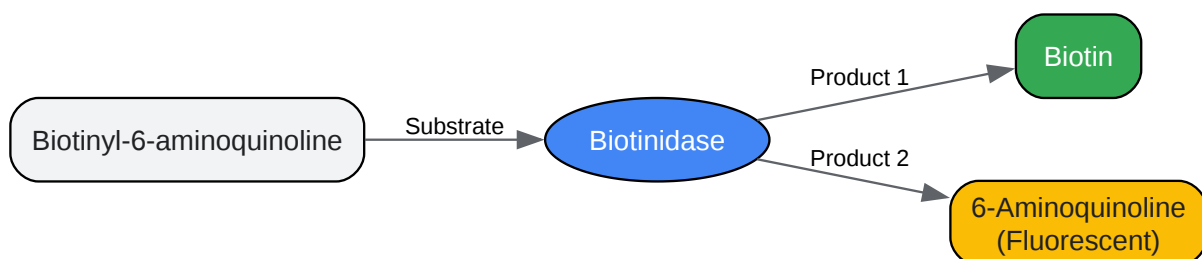 Biotinyl-6-aminoquinoline
Substrate
Biotinidase
Product 1
Biotin
Product 2
6-Aminoquinoline
(Fluorescent)